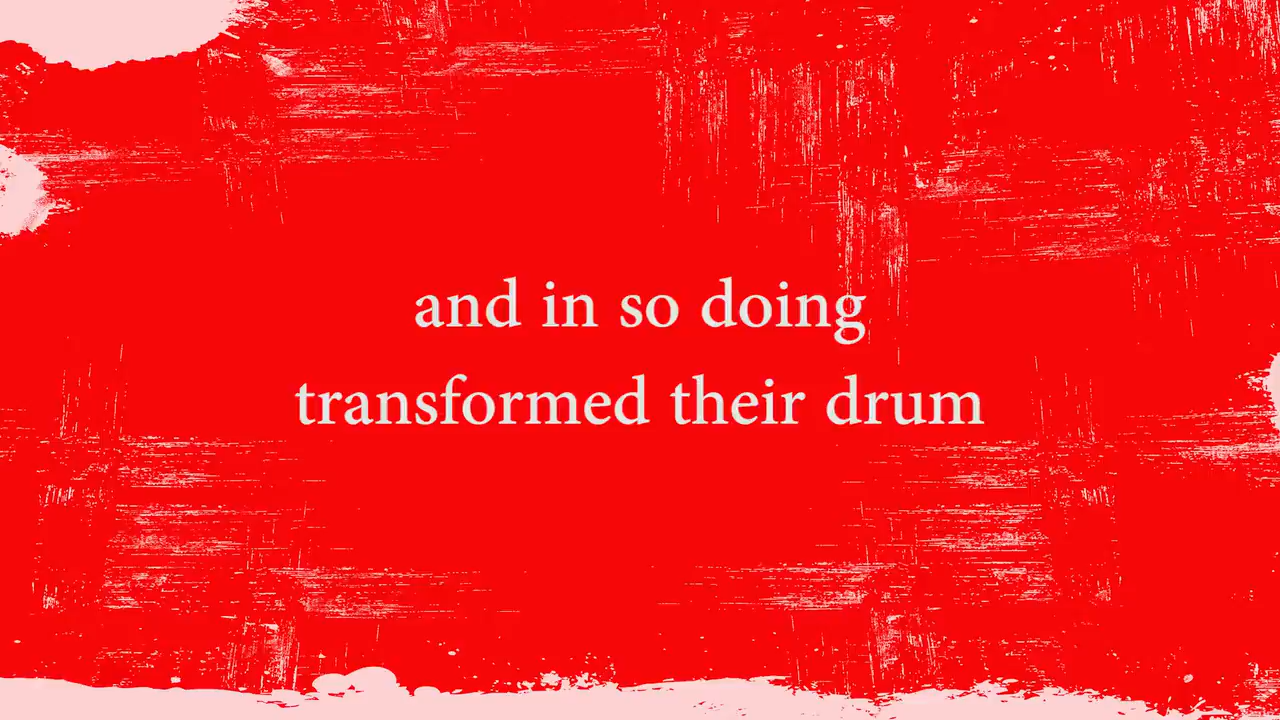 and in so doing
transformed their drum